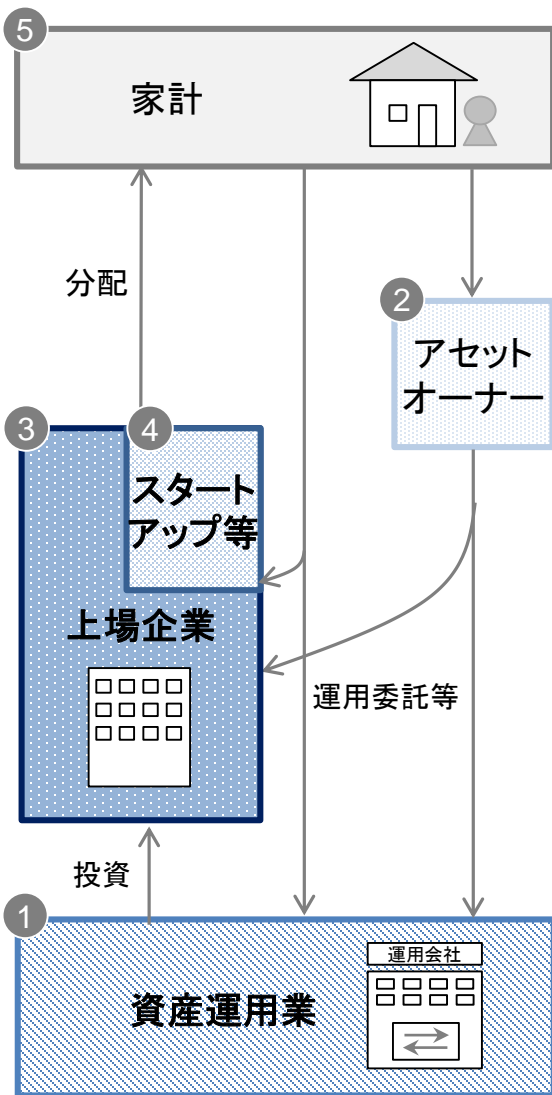 5
家計
分配
2
アセット
オーナー
3
4
スタート
アップ等
上場企業
運用委託等
投資
1
運用会社
資産運用業